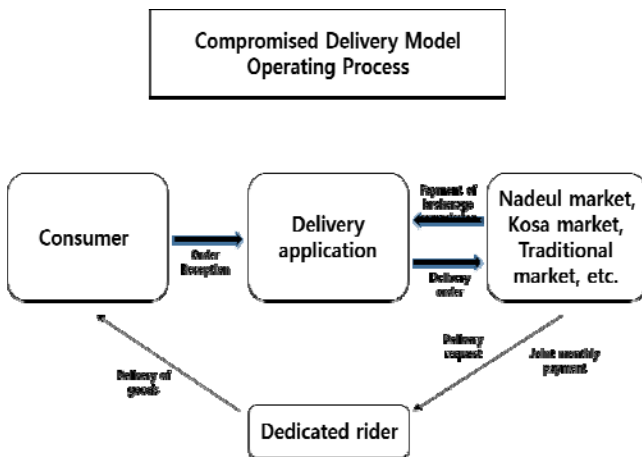 Compromised Delivery Model
Operating Process
Consumer
Order
Reception
Delivery
application
Payment of
brokerage
commission
Delivery
order
Nadeul market,
Kosa market,
Traditional
market, etc.
Delivery
request
Joint monthly
payment
Delivery of
goods
Dedicated rider